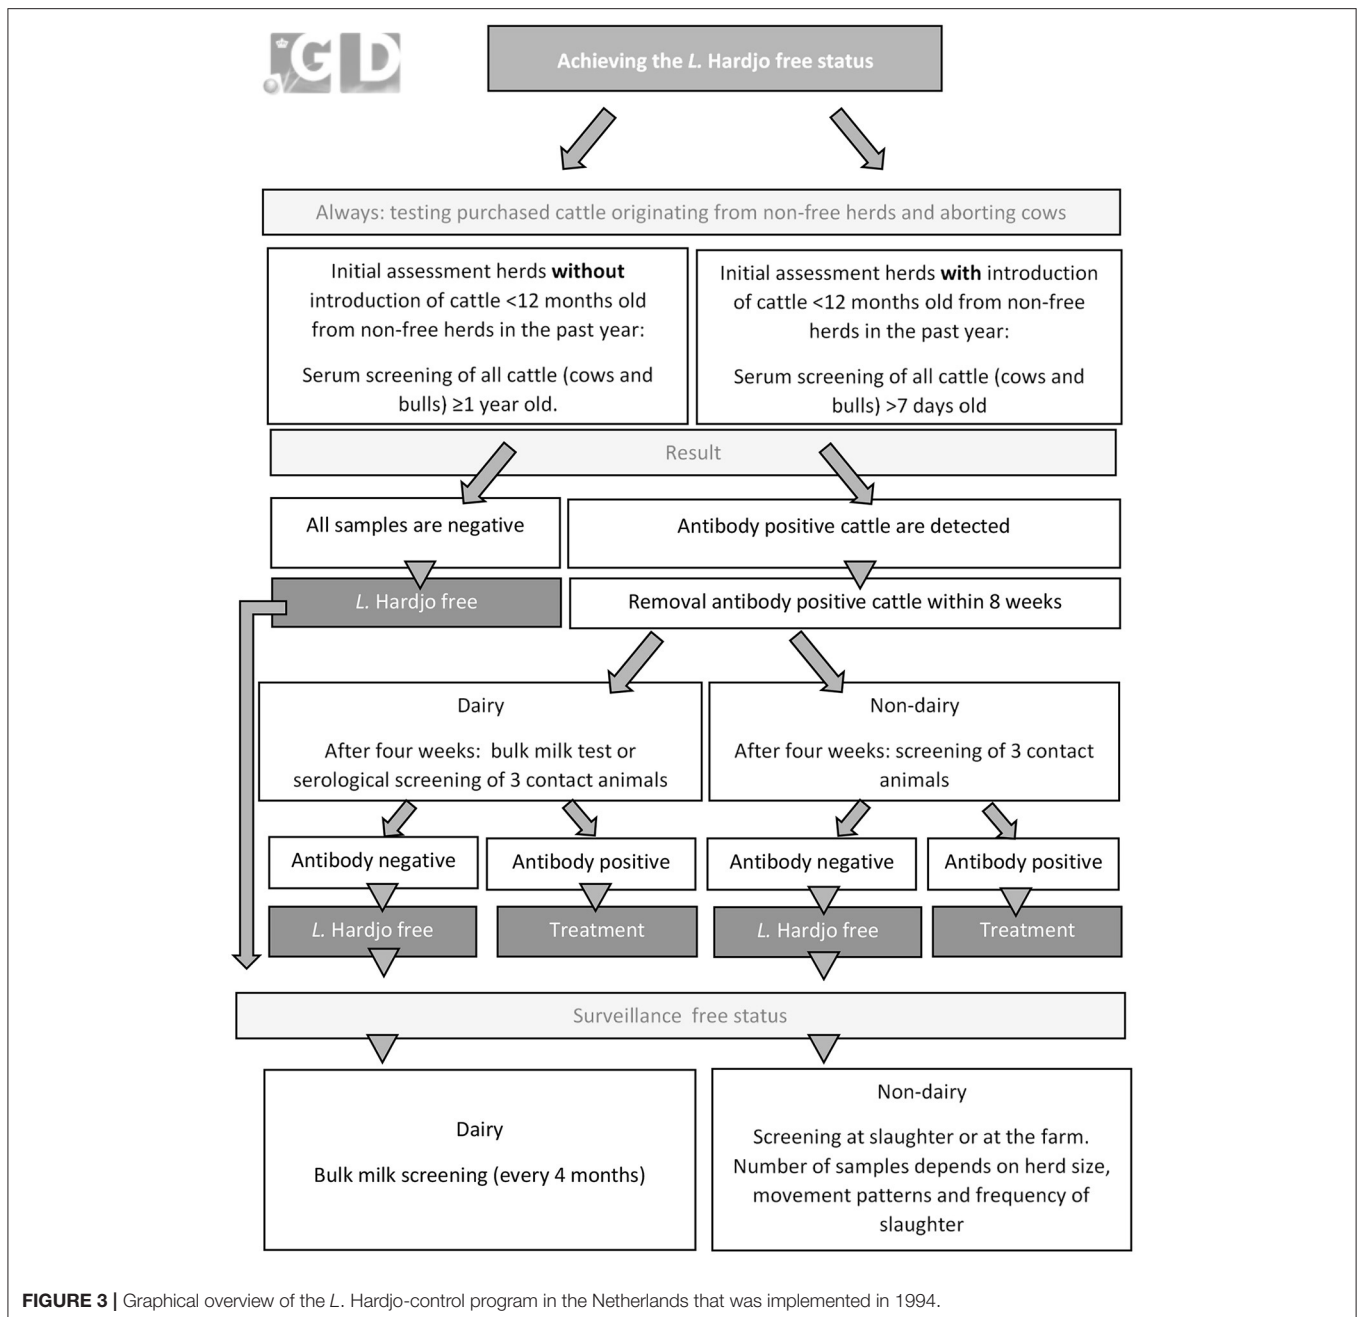 GD
Achieving the L. Hardjo free status
Always: testing purchased cattle originating from non-free herds and aborting cows
Initial assessment herds without
introduction of cattle <12 months old
from non-free herds in the past year:
Serum screening of all cattle (cows and
bulls) ≥1 year old.
Initial assessment herds with introduction
of cattle <12 months old from non-free
herds in the past year:
Serum screening of all cattle (cows and
bulls) >7 days old
Result
All samples are negative
Antibody positive cattle are detected
L. Hardjo free
Removal antibody positive cattle within 8 weeks
Dairy
After four weeks: bulk milk test or
serological screening of 3 contact animals
Non-dairy
After four weeks: screening of 3 contact
animals
Antibody negative
Antibody positive
Antibody negative
Antibody positive
L. Hardjo free
Treatment
L. Hardjo free
Treatment
Surveillance free status
Dairy
Bulk milk screening (every 4 months)
Non-dairy
Screening at slaughter or at the farm.
Number of samples depends on herd size,
movement patterns and frequency of
slaughter
FIGURE 3 | Graphical overview of the L. Hardjo-control program in the Netherlands that was implemented in 1994.